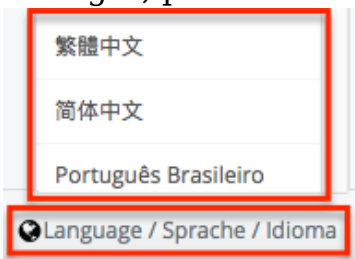 繁體中文
简体中文
Português Brasileiro
Language / Sprache / Idioma